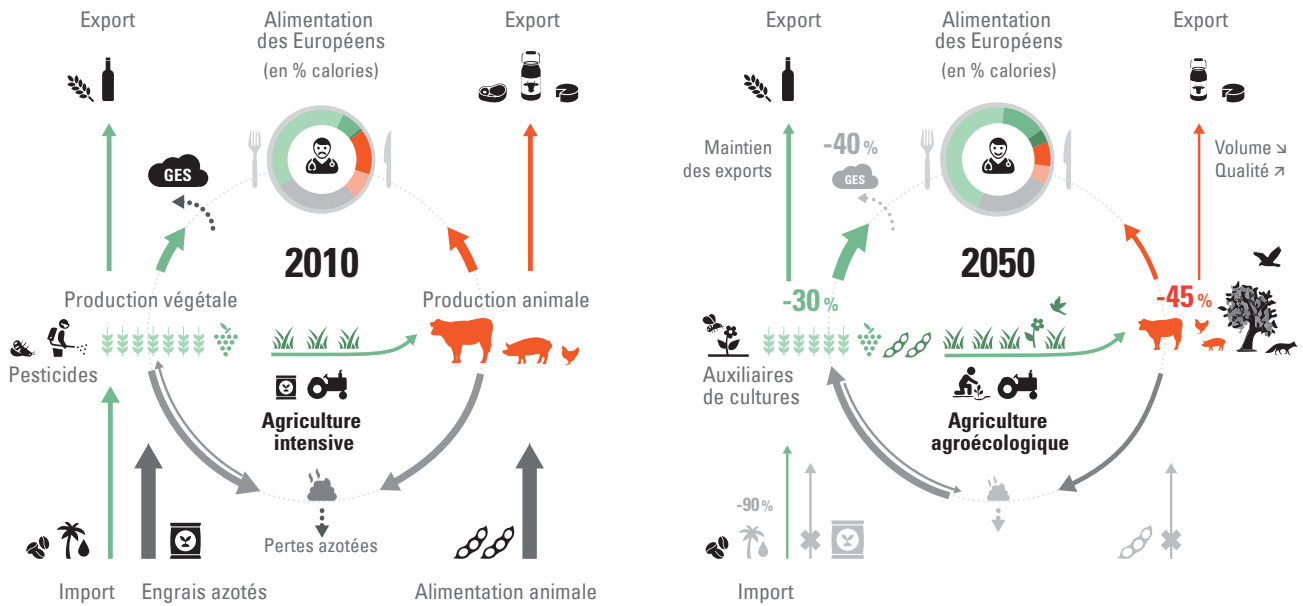 Export
Alimentation
des Européens
(en % calories)
Export
GES
2010
Production végétale
Production animale
Pesticides
Agriculture
intensive
Pertes azotées
Import
Engrais azotés
Alimentation animale
Export
Alimentation
des Européens
(en % calories)
Export
Maintien
des exports
-40 %
GES
Volume ↘
Qualité ↗
2050
-30 %
-45 %
Auxiliaires
de cultures
Agriculture
agroécologique
-90 %
Import